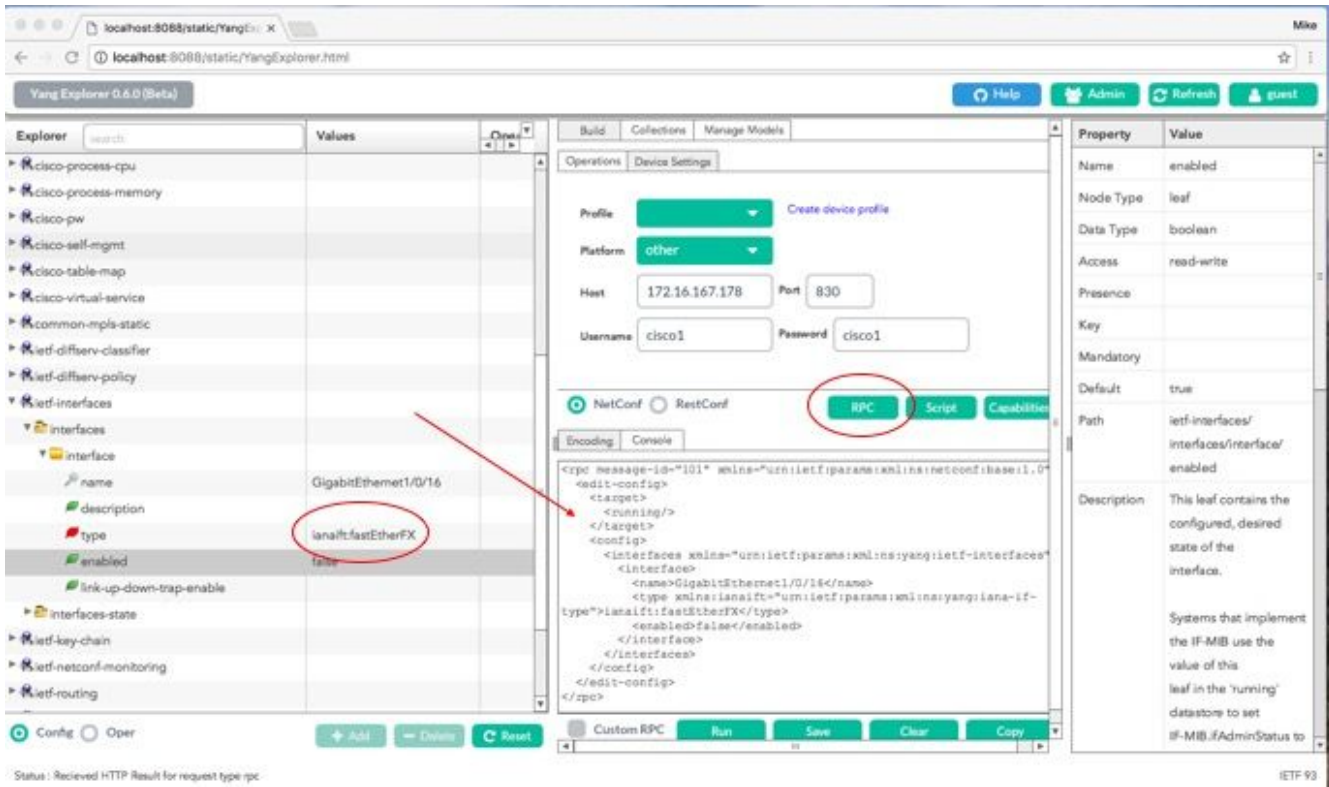 localhost:8088/static/YangEx
Mike
localhost:8088/static/YangExplorer.html
Yang Explorer 0.6.0 (Beta)
Help
Admin
Refresh
guest
Explorer
search
Values
Build
Collections
Manage Models
Property
Value
cisco-process-cpu
cisco-process-memory
cisco-pw
cisco-self-mgmt
cisco-table-map
cisco-virtual-service
common-mpls-static
ietf-diffserv-classifier
ietf-diffserv-policy
ietf-interfaces
interfaces
interface
name
GigabitEthernet1/0/16
description
type
ianaift:fastEtherFX
enabled
false
link-up-down-trap-enable
interfaces-state
ietf-key-chain
ietf-netconf-monitoring
ietf-routing
Config
Oper
Add
Delete
Reset
Operations
Device Settings
Profile
Create device profile
Platform
other
Host
172.16.167.178
Port
830
Username
cisco1
Password
cisco1
NetConf
RestConf
RPC
Script
Capabilities
Encoding
Console
<rpc message-id="101" xmlns="urn:ietf:params:xml:ns:netconf:base:1.0"
<edit-config>
<target>
<running/>
</target>
<config>
<interfaces xmlns="urn:ietf:params:xml:ns:yang:ietf-interfaces"
<interface>
<name>GigabitEthernet1/0/16</name>
<type xmlns:ianaift="urn:ietf:params:xml:ns:yang:iana-if-
type">ianaift:fastEtherFX</type>
<enabled>false</enabled>
</interface>
</interfaces>
</config>
</edit-config>
</rpc>
Custom RPC
Run
Save
Clear
Copy
Name
enabled
Node Type
leaf
Data Type
boolean
Access
read-write
Presence
Key
Mandatory
Default
true
Path
ietf-interfaces/
interfaces/interface/
enabled
Description
This leaf contains the
configured, desired
state of the
interface.
Systems that implement
the IF-MIB use the
value of this
leaf in the 'running'
datastore to set
IF-MIB.ifAdminStatus to
Status : Recieved HTTP Result for request type rpc
IETF 93